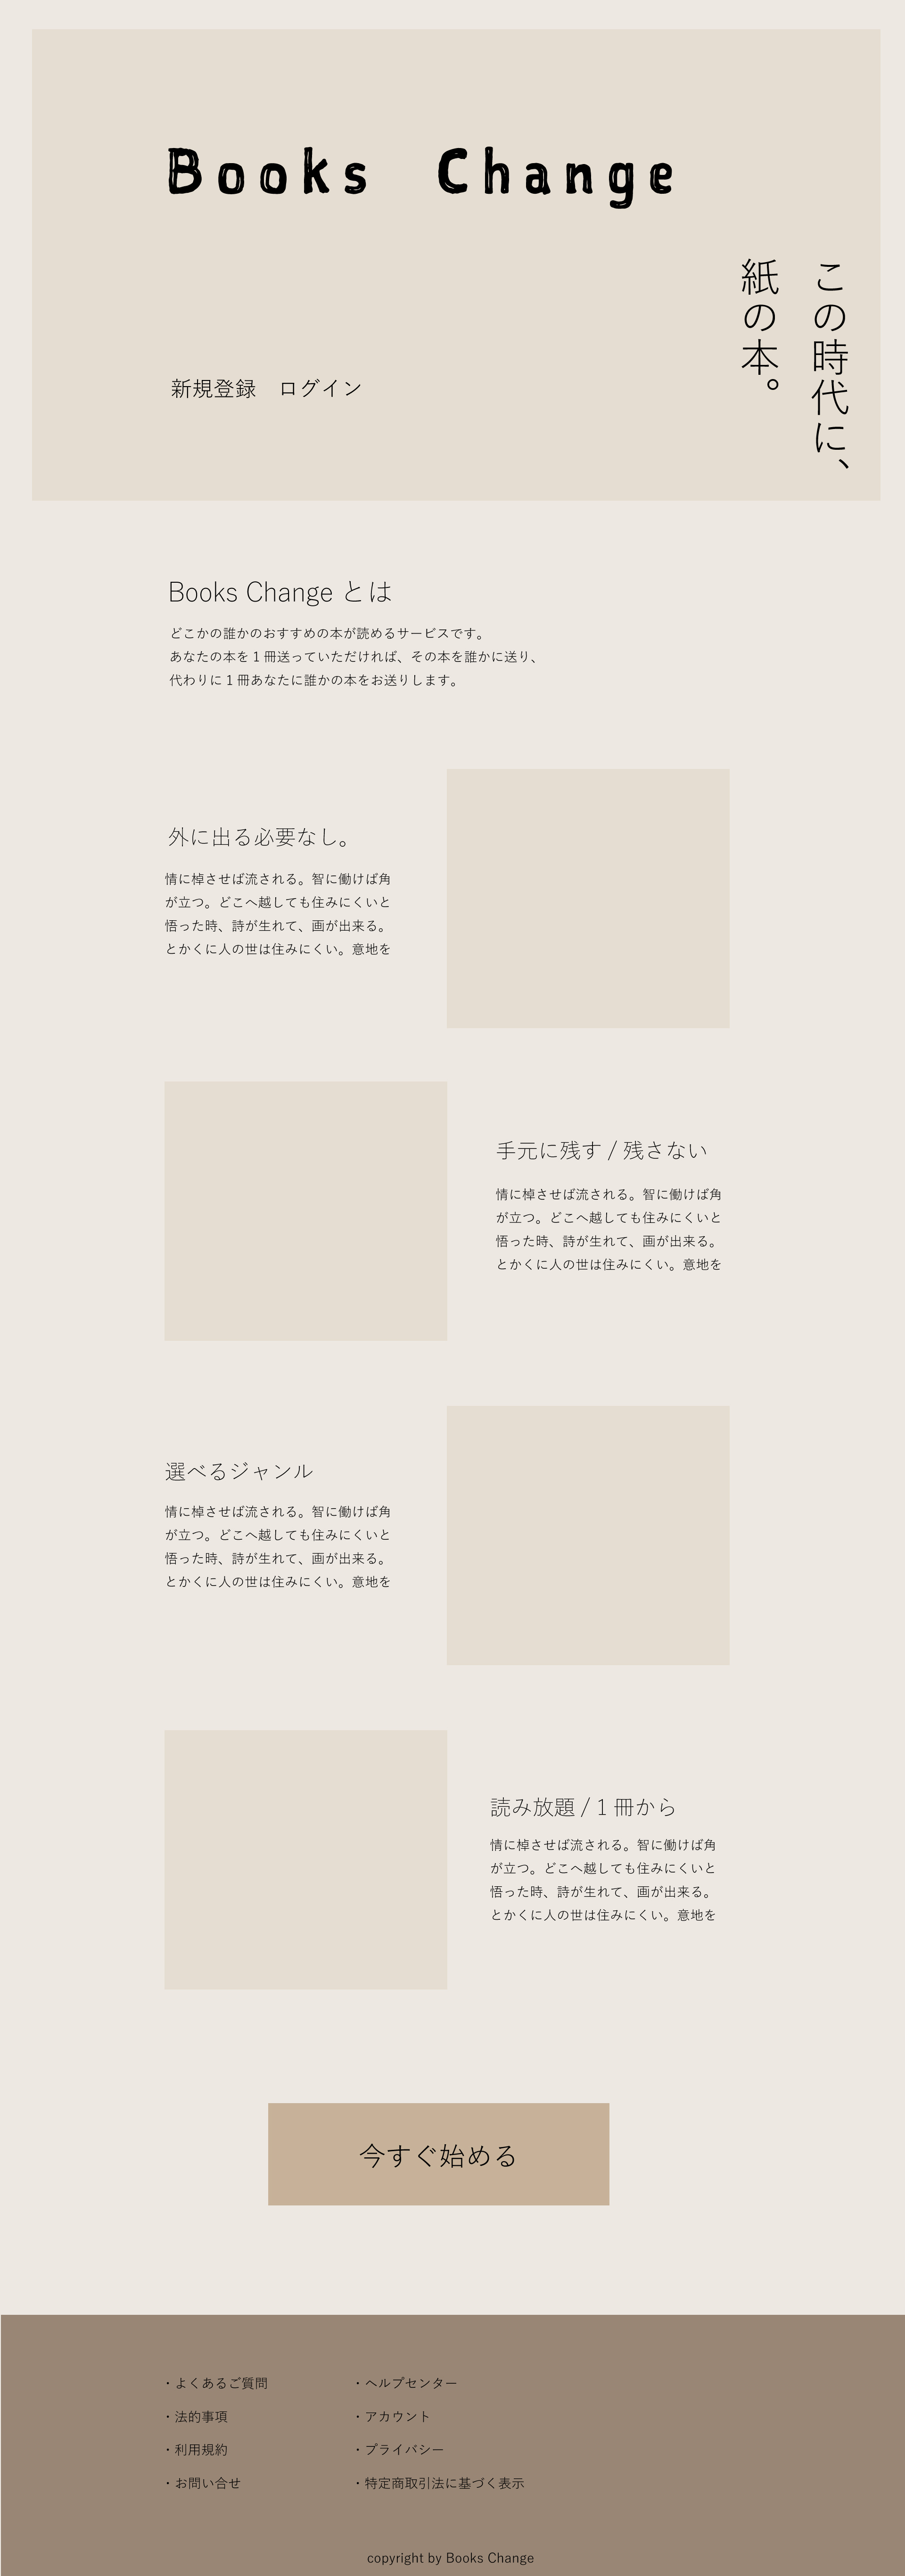 Books Change
この時代に、
紙の本。
新規登録　ログイン
Books Change とは
どこかの誰かのおすすめの本が読めるサービスです。
あなたの本を 1 冊送っていただければ、その本を誰かに送り、
代わりに 1 冊あなたに誰かの本をお送りします。
外に出る必要なし。
情に棹させば流される。智に働けば角
が立つ。どこへ越しても住みにくいと
悟った時、詩が生れて、画が出来る。
とかくに人の世は住みにくい。意地を
手元に残す / 残さない
情に棹させば流される。智に働けば角
が立つ。どこへ越しても住みにくいと
悟った時、詩が生れて、画が出来る。
とかくに人の世は住みにくい。意地を
選べるジャンル
情に棹させば流される。智に働けば角
が立つ。どこへ越しても住みにくいと
悟った時、詩が生れて、画が出来る。
とかくに人の世は住みにくい。意地を
読み放題 / 1 冊から
情に棹させば流される。智に働けば角
が立つ。どこへ越しても住みにくいと
悟った時、詩が生れて、画が出来る。
とかくに人の世は住みにくい。意地を
今すぐ始める
・よくあるご質問
・法的事項
・利用規約
・お問い合せ
・ヘルプセンター
・アカウント
・プライバシー
・特定商取引法に基づく表示
copyright by Books Change